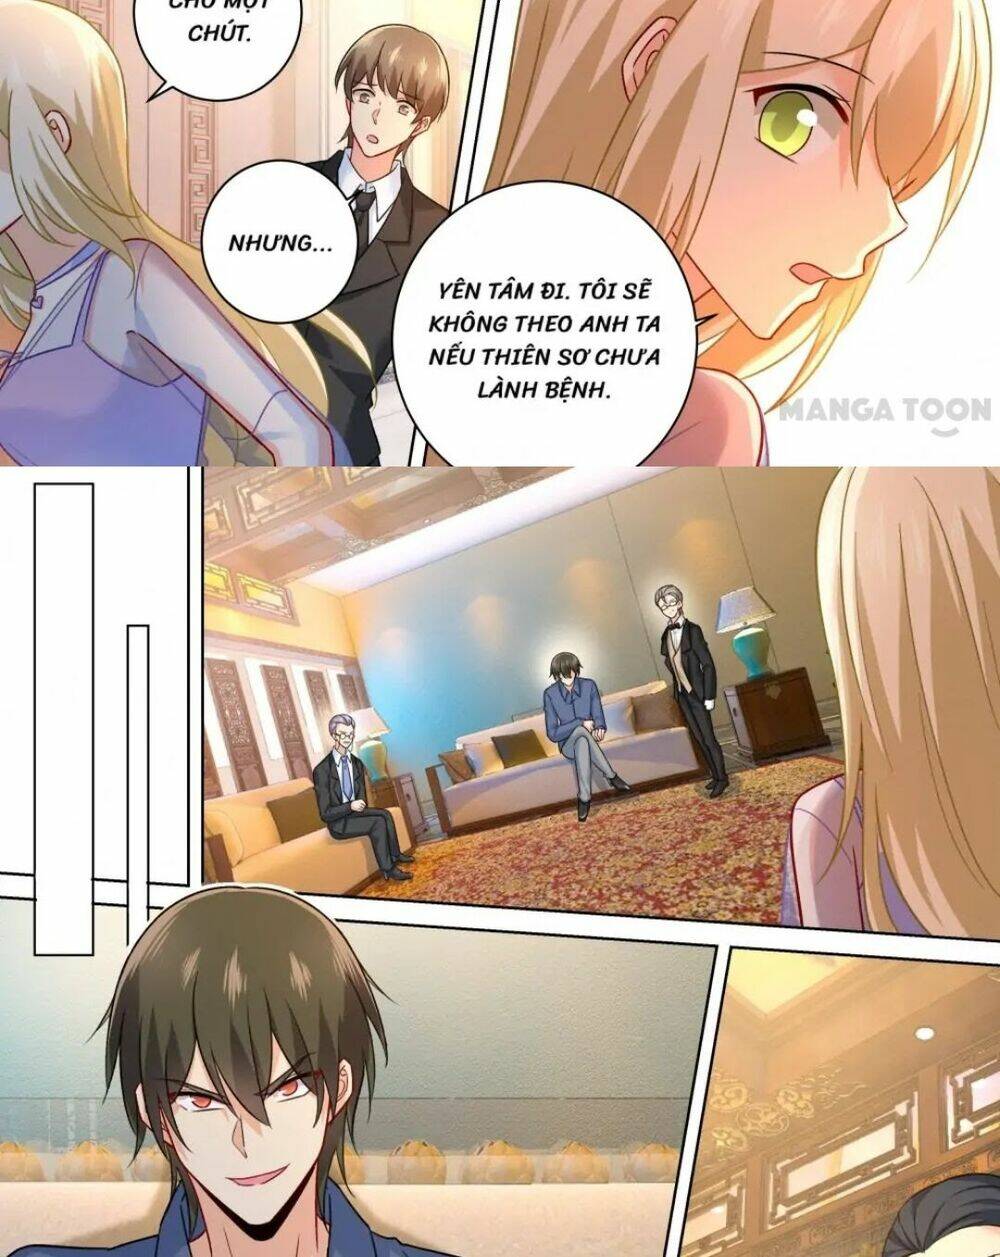 CHO MỘT
CHÚT.
NHƯNG...
YÊN TÂM ĐI. TÔI SẼ
KHÔNG THEO ANH TA
NẾU THIÊN SƠ CHƯA
LÀNH BỆNH.
MANGA TOON